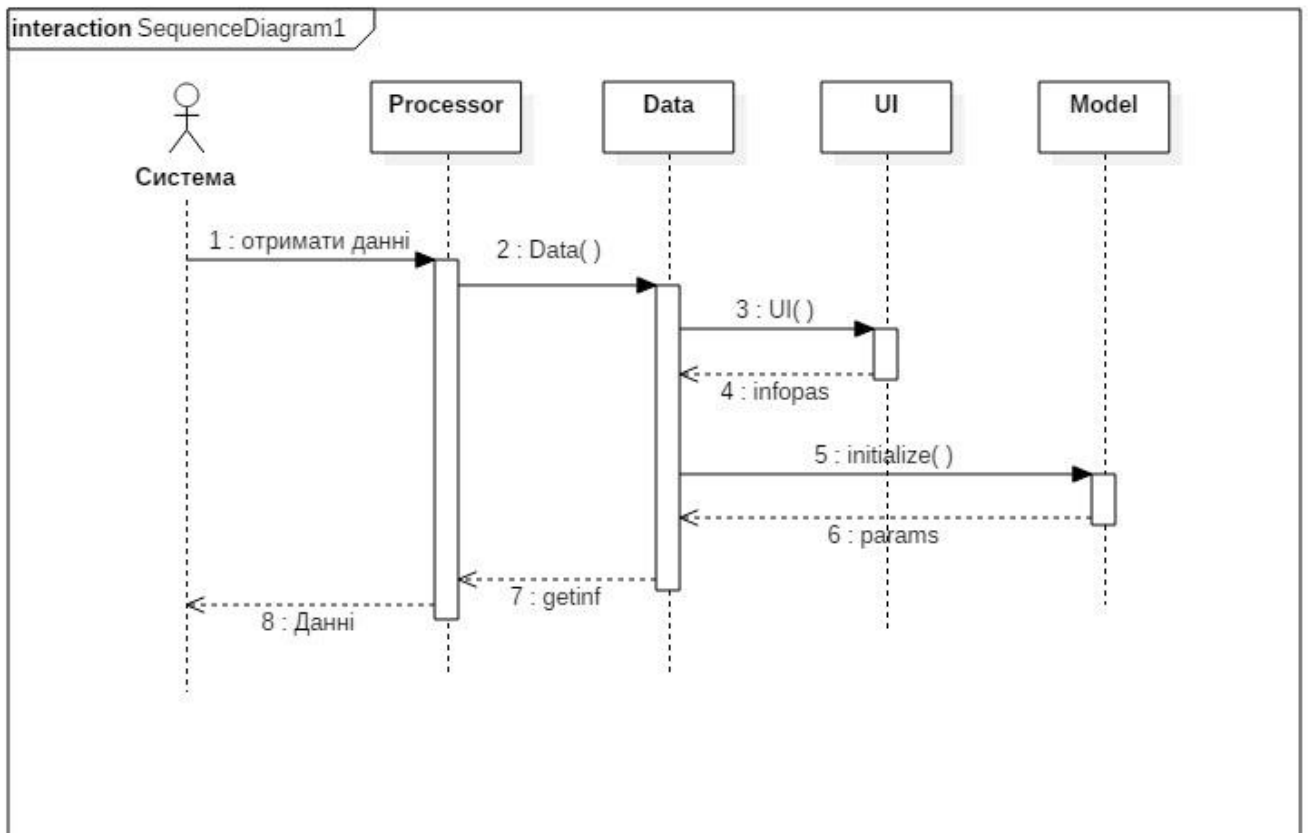 interaction SequenceDiagram1
Processor
Data
UI
Model
Система
1 : отримати данні
2 : Data( )
3 : UI( )
4 : infopas
5 : initialize( )
6 : params
7 : getinf
8 : Данні